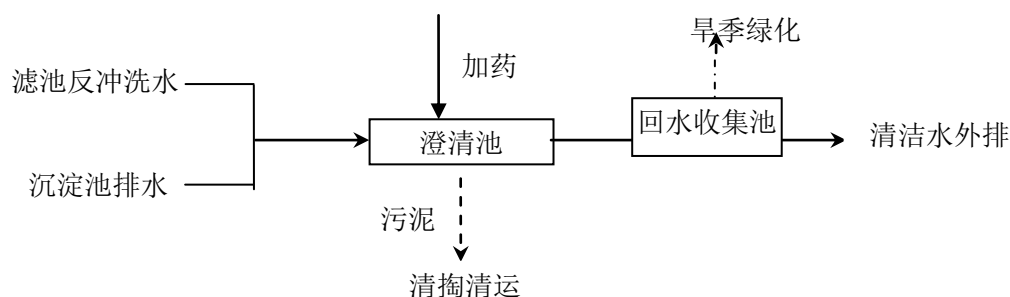 旱季绿化
加药
滤池反冲洗水
回水收集池
清洁水外排
澄清池
沉淀池排水
污泥
清掏清运